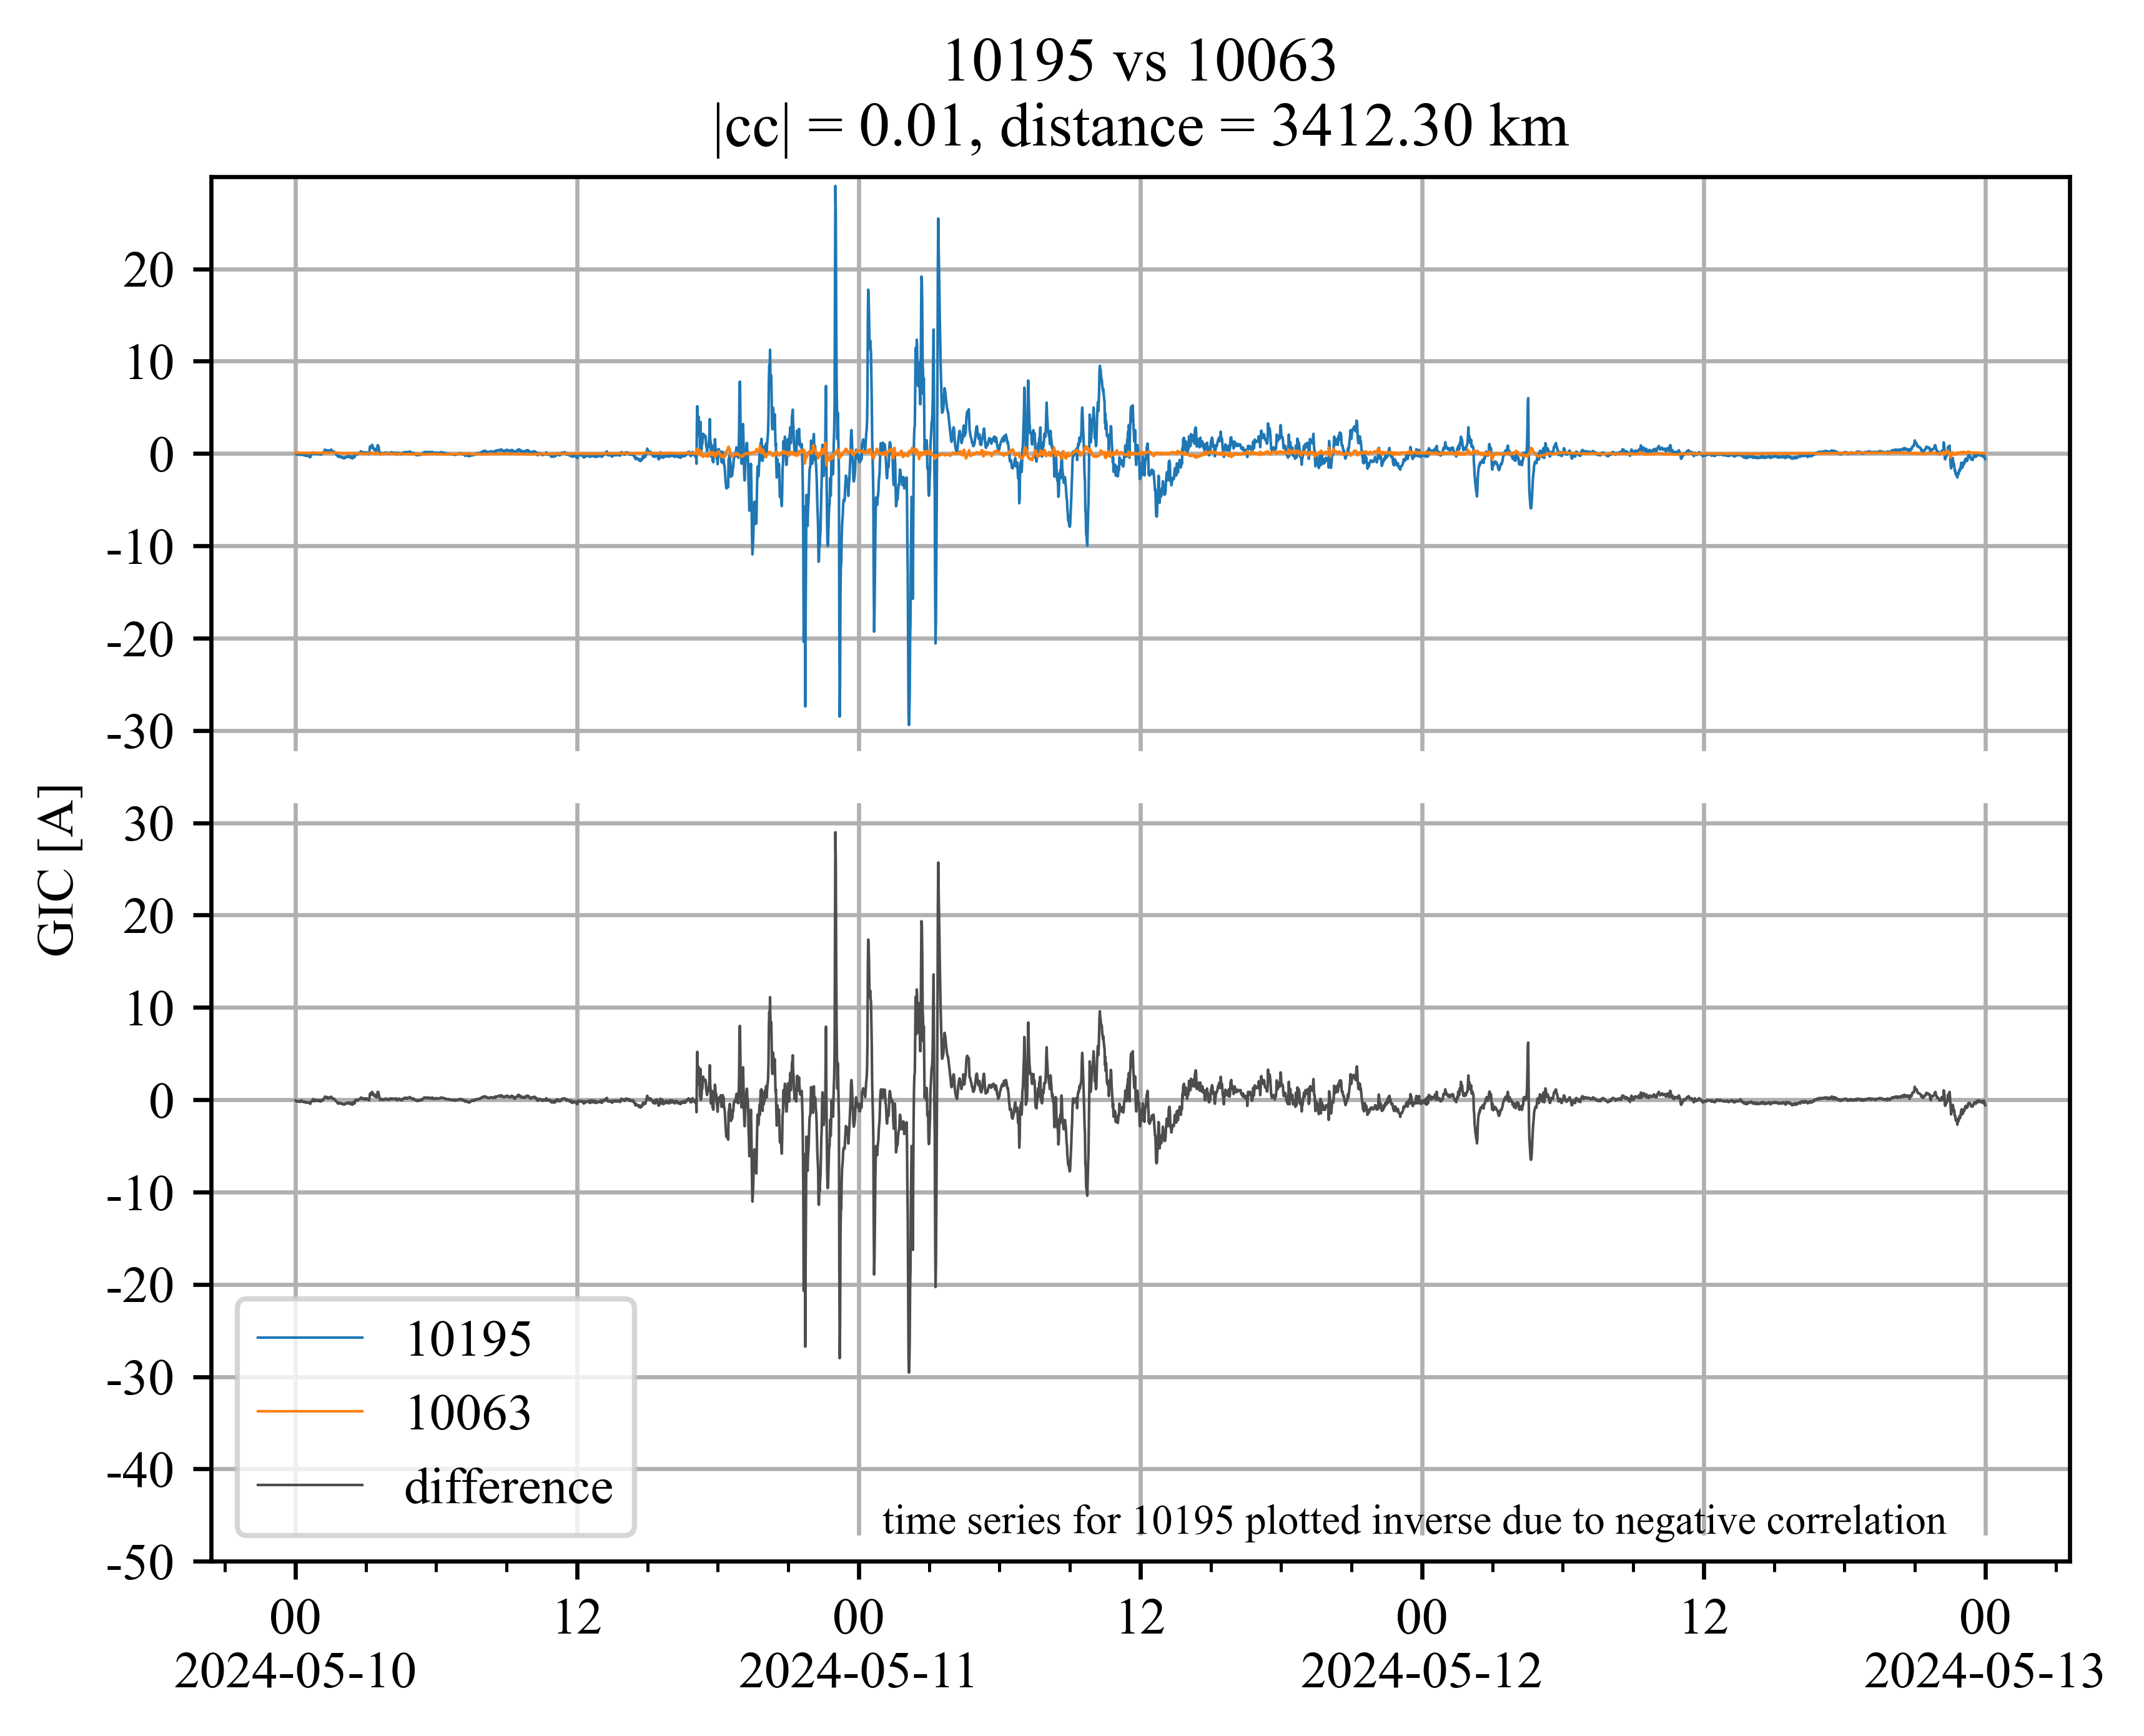 10195 vs 10063
|cc| = 0.01, distance = 3412.30 km
20
10
0
-10
-20
-30
GIC [A]
30
20
10
0
-10
-20
-30
-40
-50
10195
10063
difference
time series for 10195 plotted inverse due to negative correlation
00 12 00 12 00 12 00
2024-05-10 2024-05-11 2024-05-12 2024-05-13